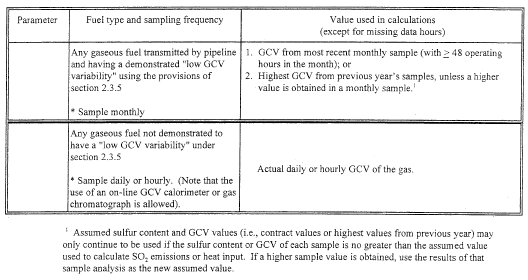 Parameter
Fuel type and sampling frequency
Value used in calculations
(except for missing data hours)
Any gaseous fuel transmitted by pipeline
and having a demonstrated "low GCV
variability" using the provisions of
section 2.3.5
* Sample monthly
1. GCV from most recent monthly sample (with ≥ 48 operating
hours in the month); or
2. Highest GCV from previous year's samples, unless a higher
value is obtained in a monthly sample.¹
Any gaseous fuel not demonstrated to
have a "low GCV variability" under
section 2.3.5
* Sample daily or hourly. (Note that the
use of an on-line GCV calorimeter or gas
chromatograph is allowed).
Actual daily or hourly GCV of the gas.
¹ Assumed sulfur content and GCV values (i.e., contract values or highest values from previous year) may
only continue to be used if the sulfur content or GCV of each sample is no greater than the assumed value
used to calculate SO₂ emissions or heat input. If a higher sample value is obtained, use the results of that
sample analysis as the new assumed value.